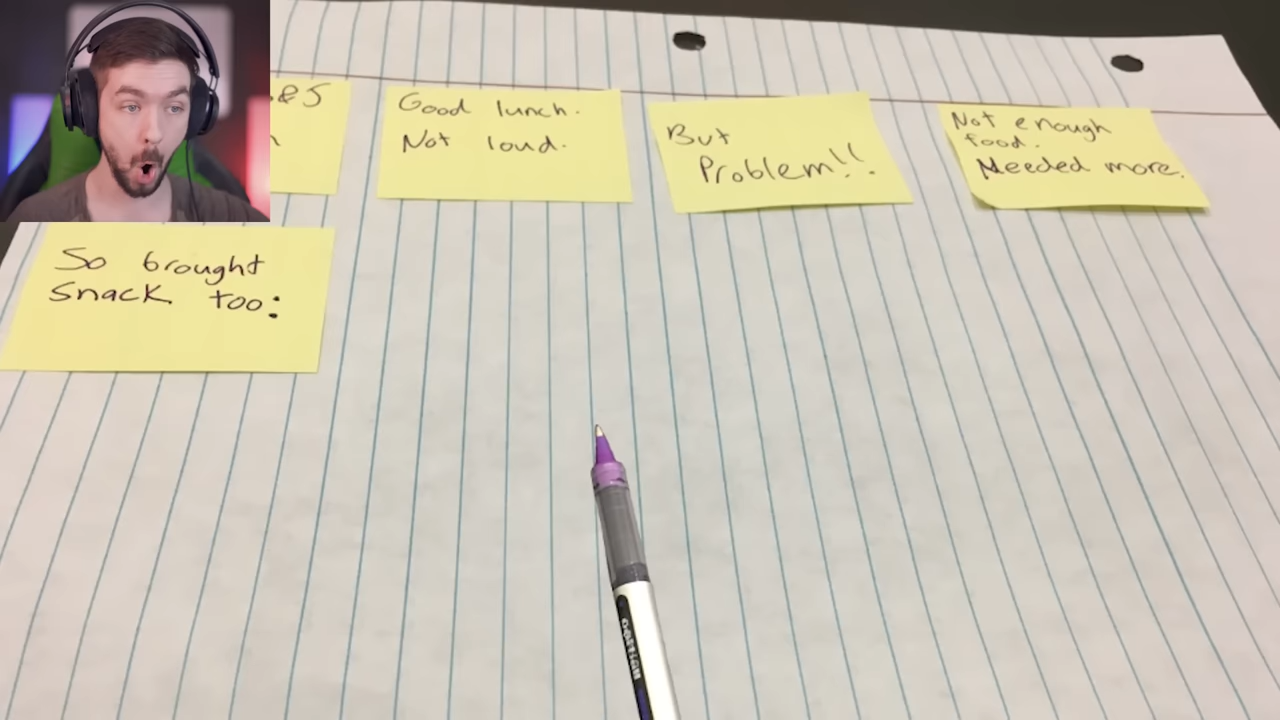 Good lunch.
Not loud.
But
Problem!!
Not enough
food.
Needed more.
So brought
snack too: